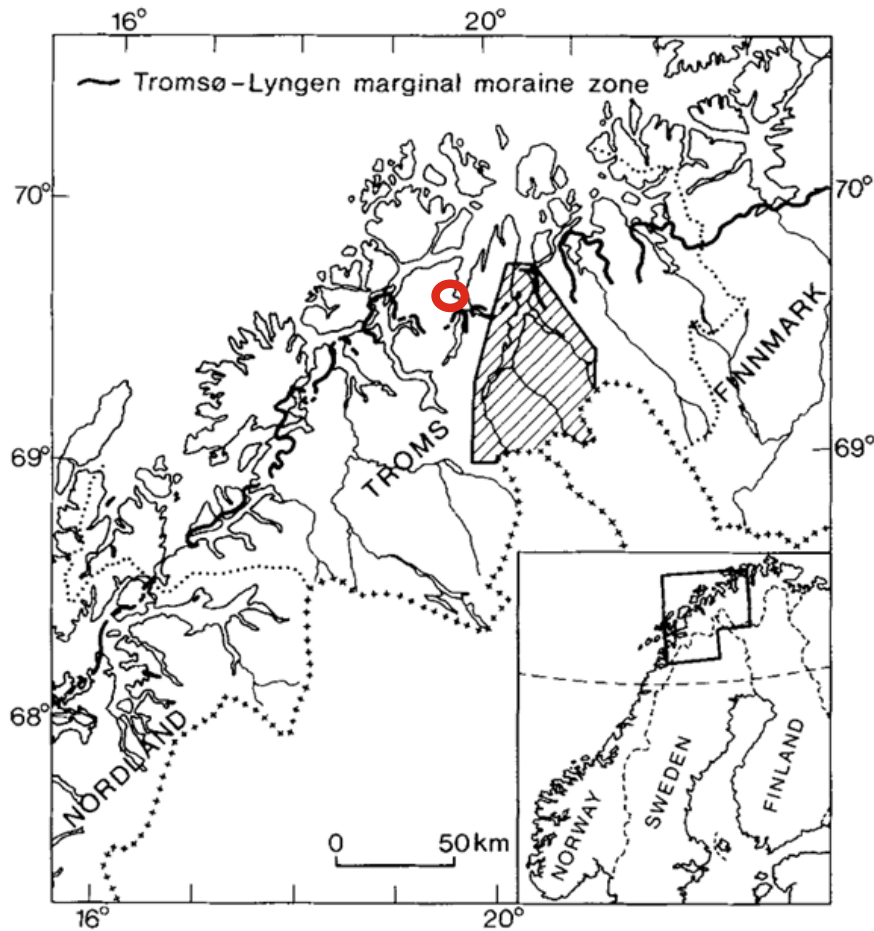 16° 20°
Tromsø-Lyngen marginal moraine zone
70° 70°
FINNMARK
69° 69°
TROMS
68°
NORDLAND
0 50 km
NORWAY
SWEDEN
FINLAND
16° 20°